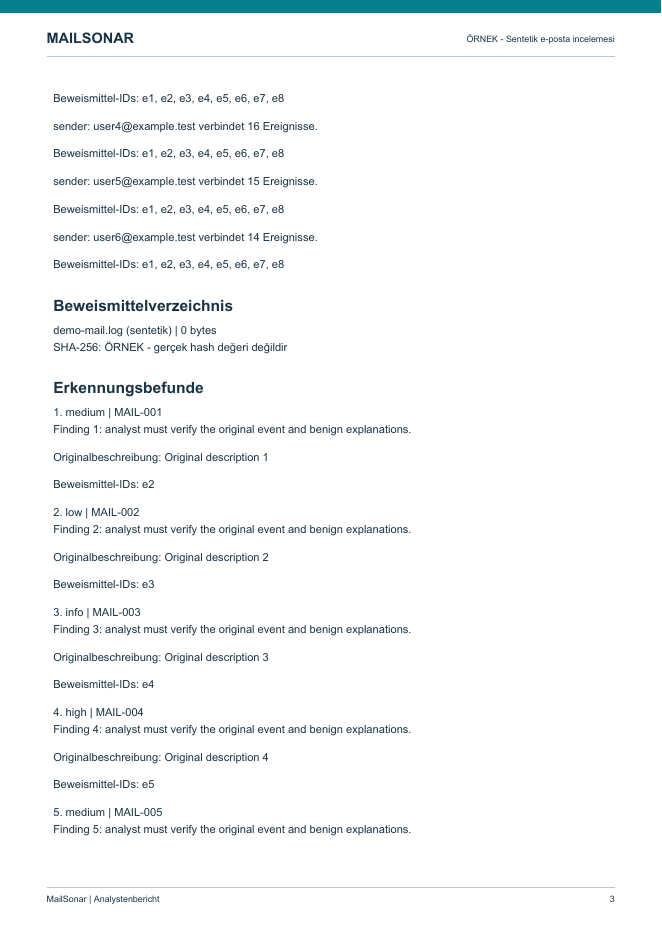 MAILSONAR
ÖRNEK - Sentetik e-posta incelemesi
Beweismittel-IDs: e1, e2, e3, e4, e5, e6, e7, e8
sender: user4@example.test verbindet 16 Ereignisse.
Beweismittel-IDs: e1, e2, e3, e4, e5, e6, e7, e8
sender: user5@example.test verbindet 15 Ereignisse.
Beweismittel-IDs: e1, e2, e3, e4, e5, e6, e7, e8
sender: user6@example.test verbindet 14 Ereignisse.
Beweismittel-IDs: e1, e2, e3, e4, e5, e6, e7, e8
Beweismittelverzeichnis
demo-mail.log (sentetik) | 0 bytes
SHA-256: ÖRNEK - gerçek hash değeri değildir
Erkennungsbefunde
1. medium | MAIL-001
Finding 1: analyst must verify the original event and benign explanations.
Originalbeschreibung: Original description 1
Beweismittel-IDs: e2
2. low | MAIL-002
Finding 2: analyst must verify the original event and benign explanations.
Originalbeschreibung: Original description 2
Beweismittel-IDs: e3
3. info | MAIL-003
Finding 3: analyst must verify the original event and benign explanations.
Originalbeschreibung: Original description 3
Beweismittel-IDs: e4
4. high | MAIL-004
Finding 4: analyst must verify the original event and benign explanations.
Originalbeschreibung: Original description 4
Beweismittel-IDs: e5
5. medium | MAIL-005
Finding 5: analyst must verify the original event and benign explanations.
MailSonar | Analystenbericht
3